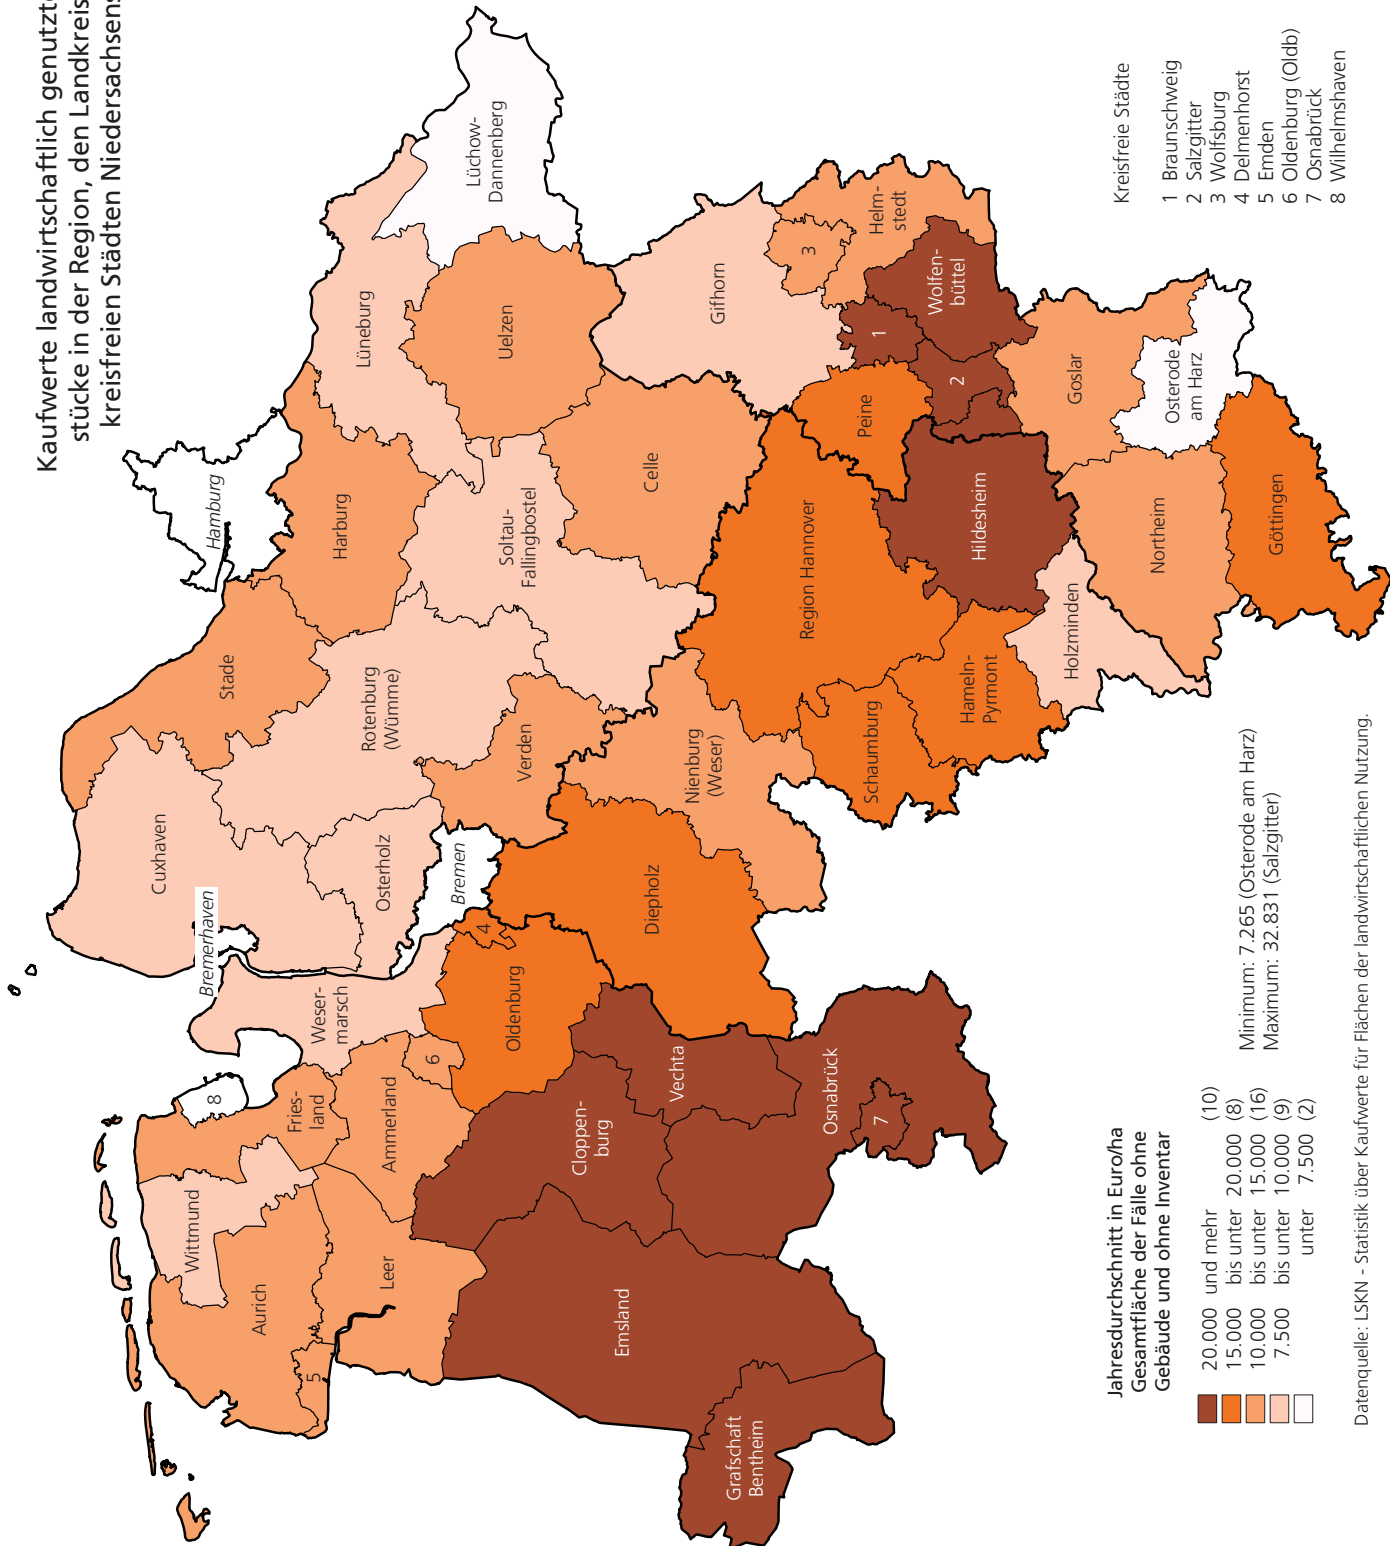 Kaufwerte landwirtschaftlich genutzte
stücke in der Region, den Landkreis
kreisfreien Städten Niedersachsens
Hamburg
Lüchow-
Dannenberg
Lüneburg
Uelzen
Harburg
Stade
Cuxhaven
Bremerhaven
Rotenburg
(Wümme)
Soltau-
Fallingbostel
Celle
Gifhorn
Osterholz
Verden
Bremen
Weser-
marsch
8
Fries-
land
Wittmund
Aurich
5
Leer
Ammerland
6
Oldenburg
4
Diepholz
Nienburg
(Weser)
Region Hannover
Schaumburg
Hameln-
Pyrmont
Hildesheim
Peine
3
Helm-
stedt
1
Wolfen-
büttel
2
Goslar
Osterode
am Harz
Holzminden
Northeim
Göttingen
Cloppen-
burg
Vechta
Osnabrück
7
Emsland
Grafschaft
Bentheim
Kreisfreie Städte
1 Braunschweig
2 Salzgitter
3 Wolfsburg
4 Delmenhorst
5 Emden
6 Oldenburg (Oldb)
7 Osnabrück
8 Wilhelmshaven
Jahresdurchschnitt in Euro/ha
Gesamtfläche der Fälle ohne
Gebäude und ohne Inventar
20.000 und mehr (10)
15.000 bis unter 20.000 (8)
10.000 bis unter 15.000 (16)
7.500 bis unter 10.000 (9)
unter 7.500 (2)
Minimum: 7.265 (Osterode am Harz)
Maximum: 32.831 (Salzgitter)
Datenquelle: LSKN - Statistik über Kaufwerte für Flächen der landwirtschaftlichen Nutzung.